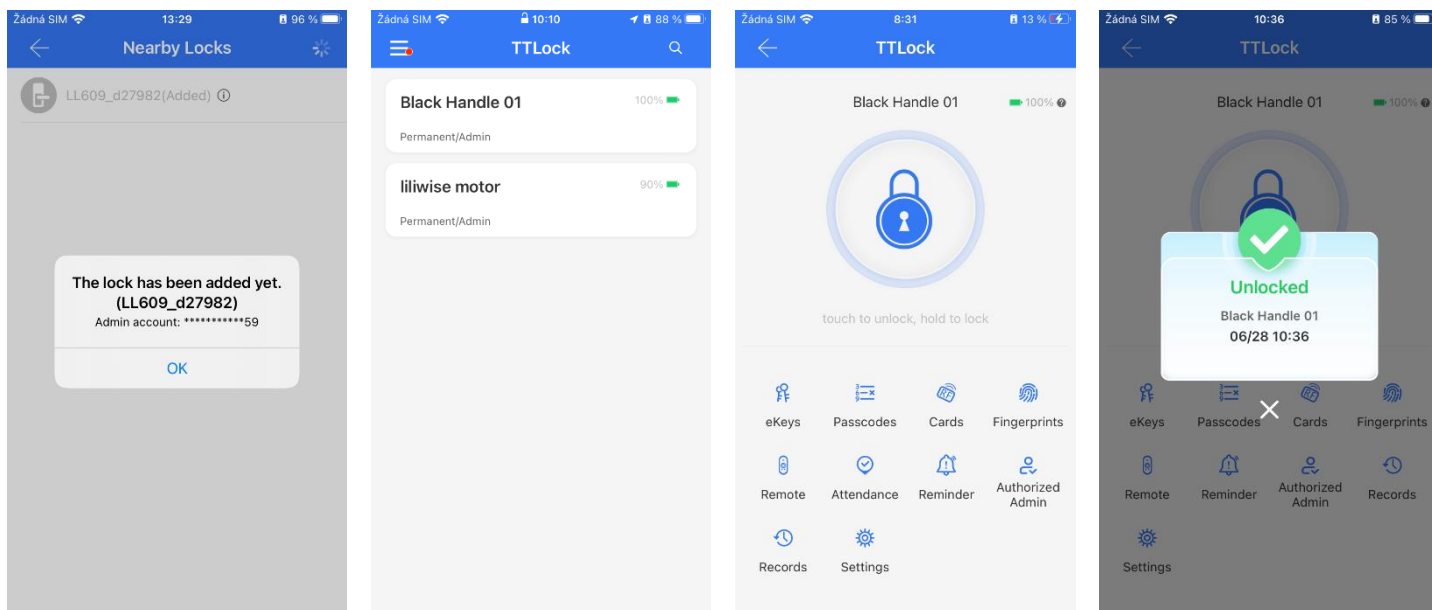 Žádná SIM 13:29 96 %
Nearby Locks
LL609_d27982(Added)
The lock has been added yet.
(LL609_d27982)
Admin account: ***********59
OK
Žádná SIM 10:10 88 %
TTLock
Black Handle 01 100%
Permanent/Admin
liliwise motor 90%
Permanent/Admin
Žádná SIM 8:31 13 %
TTLock
Black Handle 01 100%
touch to unlock, hold to lock
eKeys Passcodes Cards Fingerprints
Remote Attendance Reminder Authorized
Admin
Records Settings
Žádná SIM 10:36 85 %
TTLock
Black Handle 01 100%
Unlocked
Black Handle 01
06/28 10:36
eKeys Passcodes Cards Fingerprints
Remote Reminder Authorized Records
Admin
Settings